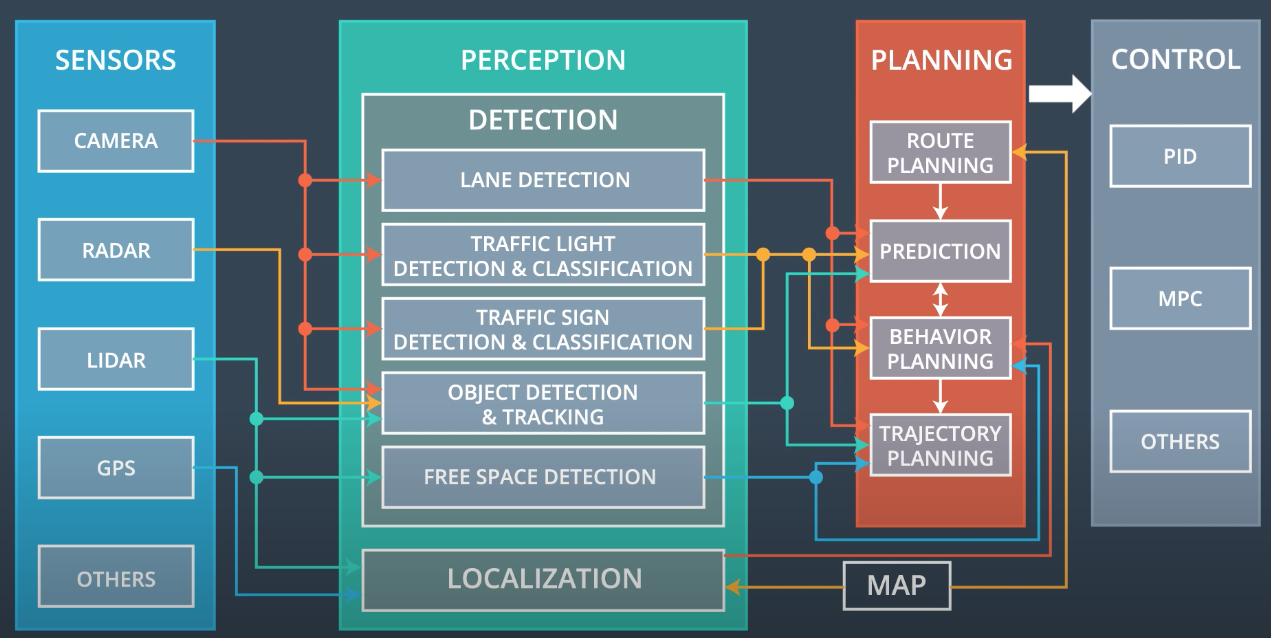 SENSORS
CAMERA
RADAR
LIDAR
GPS
OTHERS
PERCEPTION
DETECTION
LANE DETECTION
TRAFFIC LIGHT
DETECTION & CLASSIFICATION
TRAFFIC SIGN
DETECTION & CLASSIFICATION
OBJECT DETECTION
& TRACKING
FREE SPACE DETECTION
LOCALIZATION
PLANNING
ROUTE
PLANNING
PREDICTION
BEHAVIOR
PLANNING
TRAJECTORY
PLANNING
MAP
CONTROL
PID
MPC
OTHERS